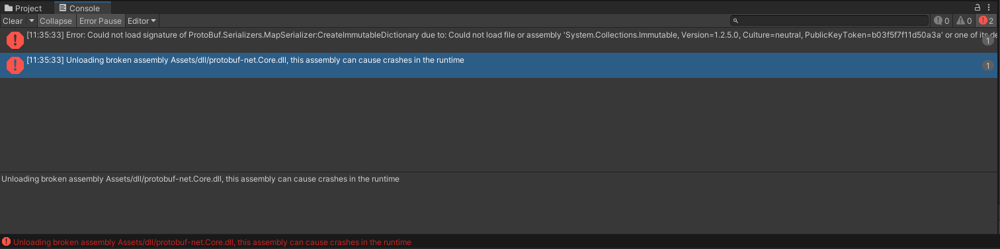 Project Console
Clear Collapse Error Pause Editor 0 0 2
[11:35:33] Error: Could not load signature of ProtoBuf.Serializers.MapSerializer:CreateImmutableDictionary due to: Could not load file or assembly 'System.Collections.Immutable, Version=1.2.5.0, Culture=neutral, PublicKeyToken=b03f5f7f11d50a3a' or one of its de
1
[11:35:33] Unloading broken assembly Assets/dll/protobuf-net.Core.dll, this assembly can cause crashes in the runtime
1
Unloading broken assembly Assets/dll/protobuf-net.Core.dll, this assembly can cause crashes in the runtime
Unloading broken assembly Assets/dll/protobuf-net.Core.dll, this assembly can cause crashes in the runtime